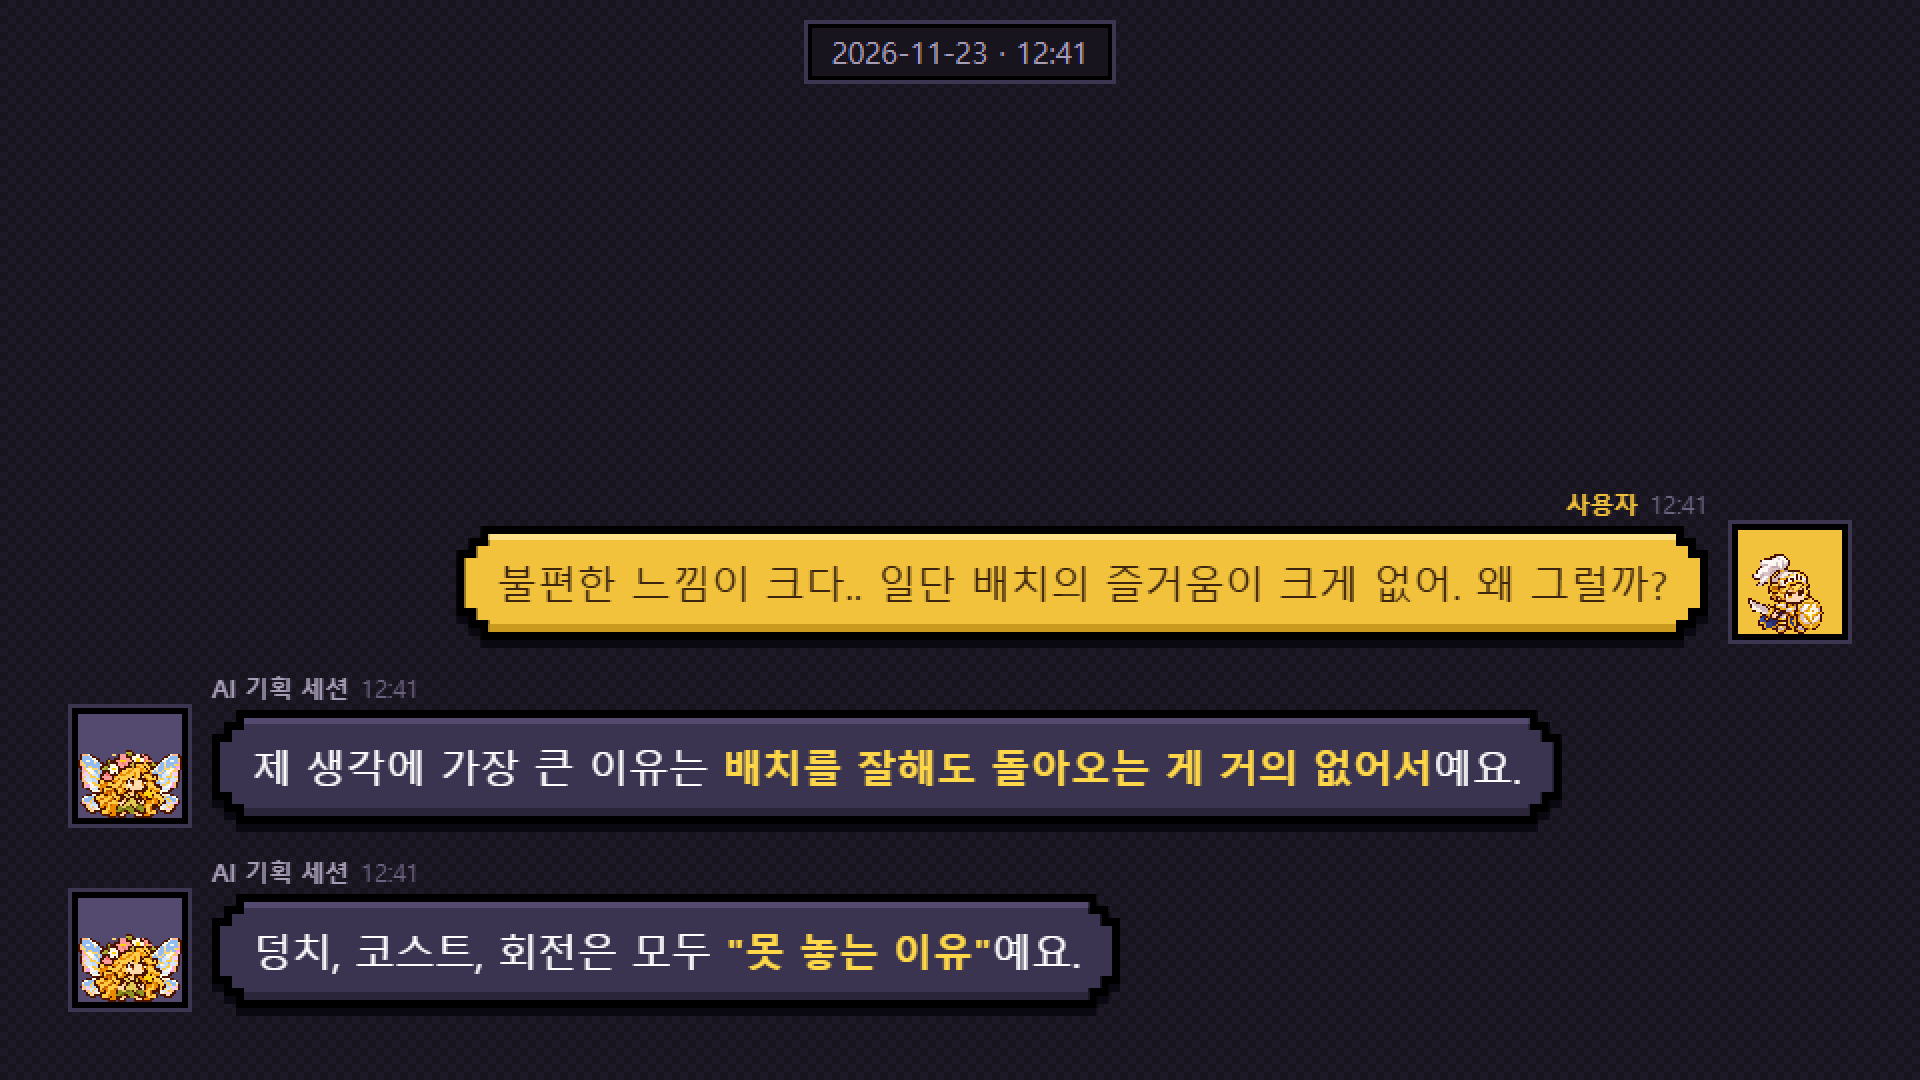 2026-11-23 · 12:41
사용자 12:41
불편한 느낌이 크다.. 일단 배치의 즐거움이 크게 없어. 왜 그럴까?
AI 기획 세션 12:41
제 생각에 가장 큰 이유는 배치를 잘해도 돌아오는 게 거의 없어서예요.
AI 기획 세션 12:41
덩치, 코스트, 회전은 모두 "못 놓는 이유"예요.